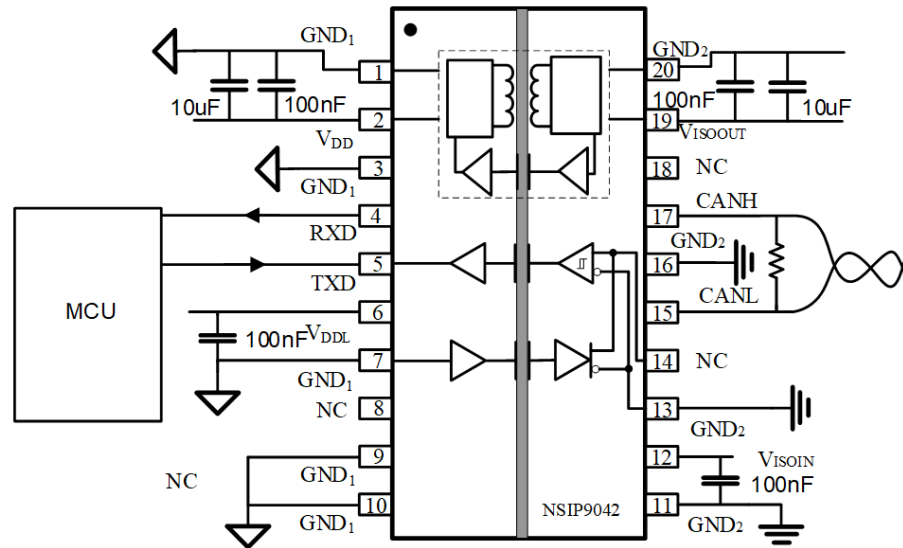 GND1
1
10uF
100nF
2
VDD
3
GND1
4
RXD
MCU
5
TXD
6
100nF
VDDL
7
GND1
NC
8
9
GND1
NC
10
GND1
GND2
20
100nF
10uF
19
VISOOUT
18
NC
17
CANH
GND2
16
CANL
15
14
NC
13
GND2
12
VISOIN
100nF
11
GND2
NSIP9042